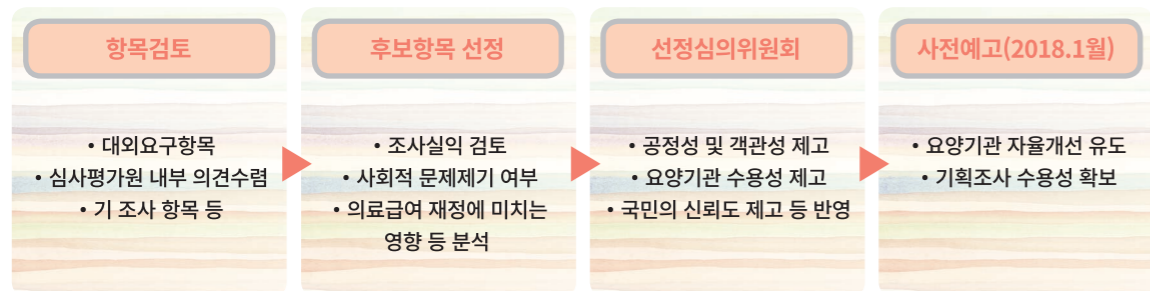 항목검토
• 대외요구항목
• 심사평가원 내부 의견수렴
• 기 조사 항목 등
후보항목 선정
• 조사실익 검토
• 사회적 문제제기 여부
• 의료급여 재정에 미치는
영향 등 분석
선정심의위원회
• 공정성 및 객관성 제고
• 요양기관 수용성 제고
• 국민의 신뢰도 제고 등 반영
사전예고(2018.1월)
• 요양기관 자율개선 유도
• 기획조사 수용성 확보